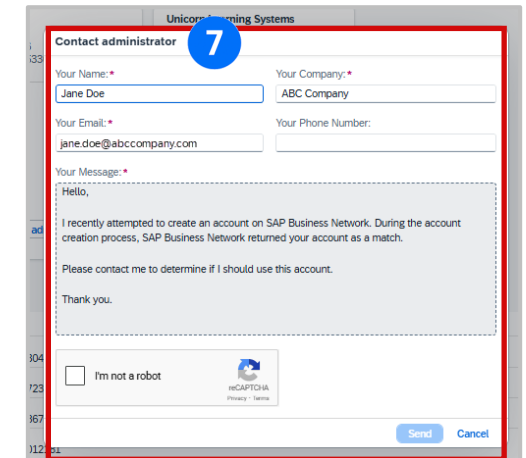 Unicorn Learning Systems
Contact administrator
7
Your Name:*
Your Company:*
Jane Doe
ABC Company
Your Email:*
Your Phone Number:
jane.doe@abccompany.com
Your Message:*
Hello,
I recently attempted to create an account on SAP Business Network. During the account
creation process, SAP Business Network returned your account as a match.
Please contact me to determine if I should use this account.
Thank you.
I'm not a robot
reCAPTCHA
Privacy - Terms
Send
Cancel